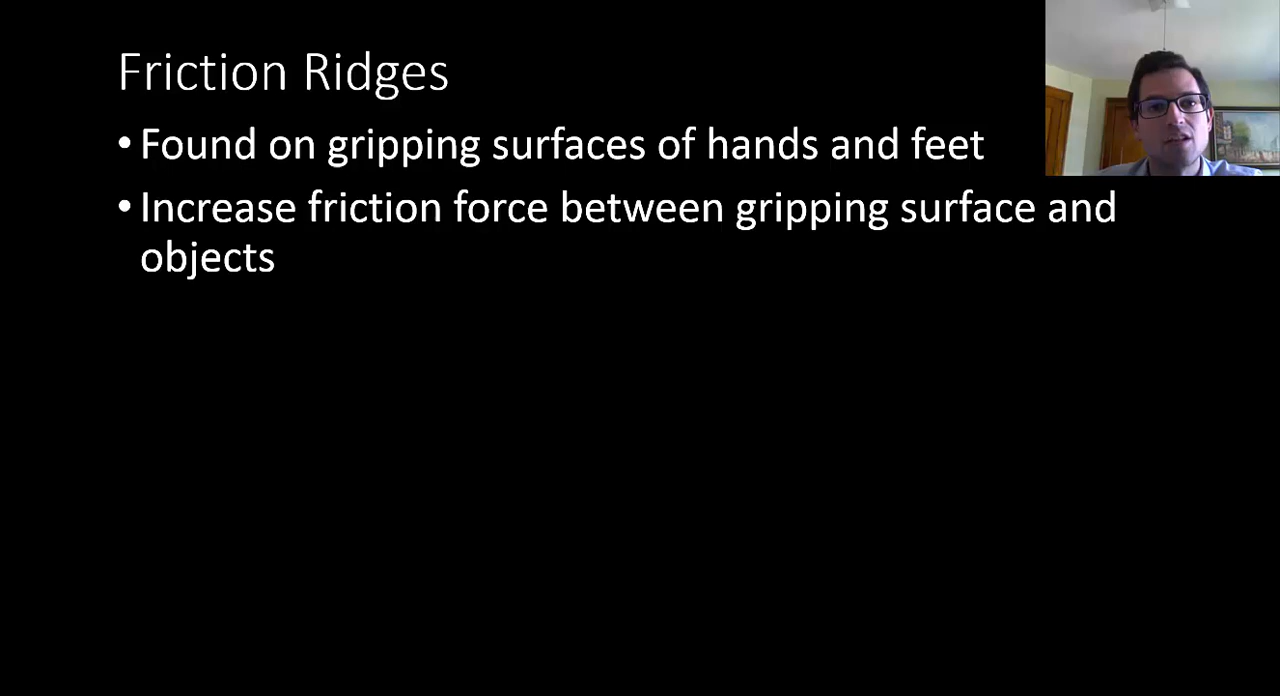 Friction Ridges
• Found on gripping surfaces of hands and feet
• Increase friction force between gripping surface and
objects